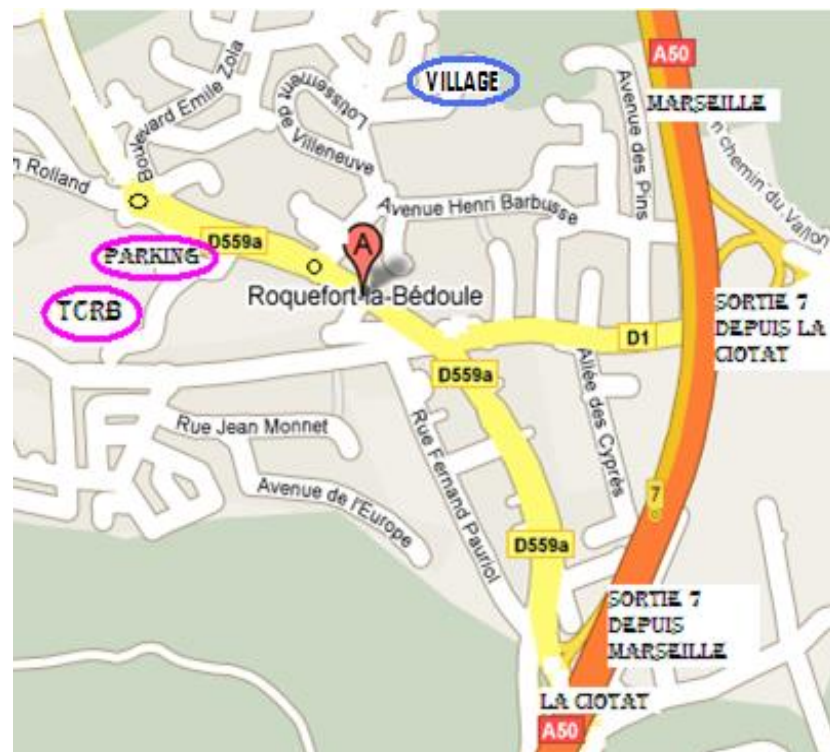 VILLAGE
A50
MARSEILLE
Boulevard Emile Zola
Lotissement
de Villeneuve
Avenue des Pins
n chemin du Vallon
n Rolland
Avenue Henri Barbusse
D559a
PARKING
A
TCRB
Roquefort-la-Bédoule
SORTIE 7
DEPUIS LA
CIOTAT
D1
D559a
Allée des Cyprès
Rue Jean Monnet
Rue Fernand Pauriol
Avenue de l'Europe
7
D559a
SORTIE 7
DEPUIS
MARSEILLE
LA CIOTAT
A50